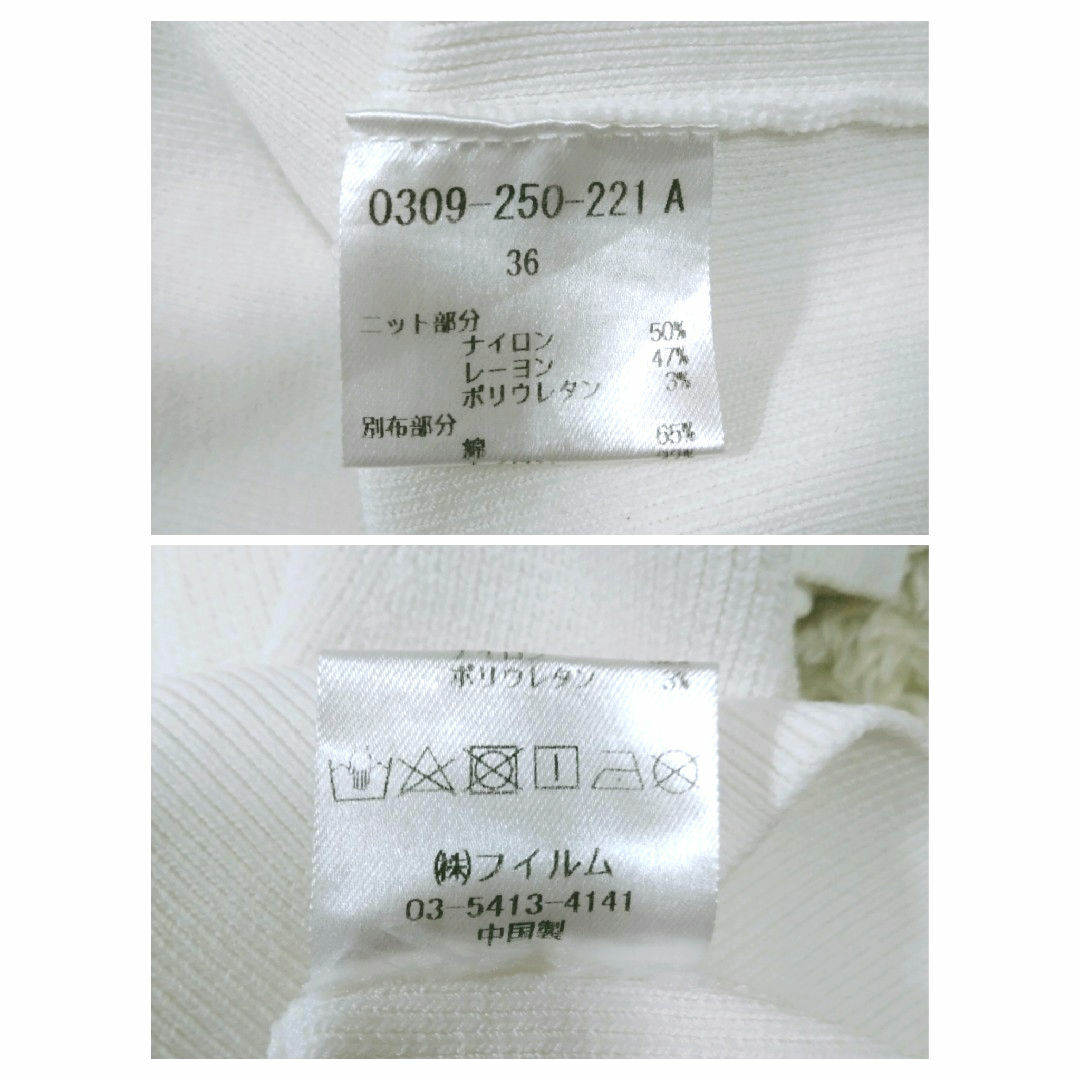 0309-250-221 A
36
ニット部分
ナイロン 50%
レーヨン 47%
ポリウレタン 3%
別布部分
綿 65%
ポリウレタン 3%
㈱フイルム
03-5413-4141
中国製